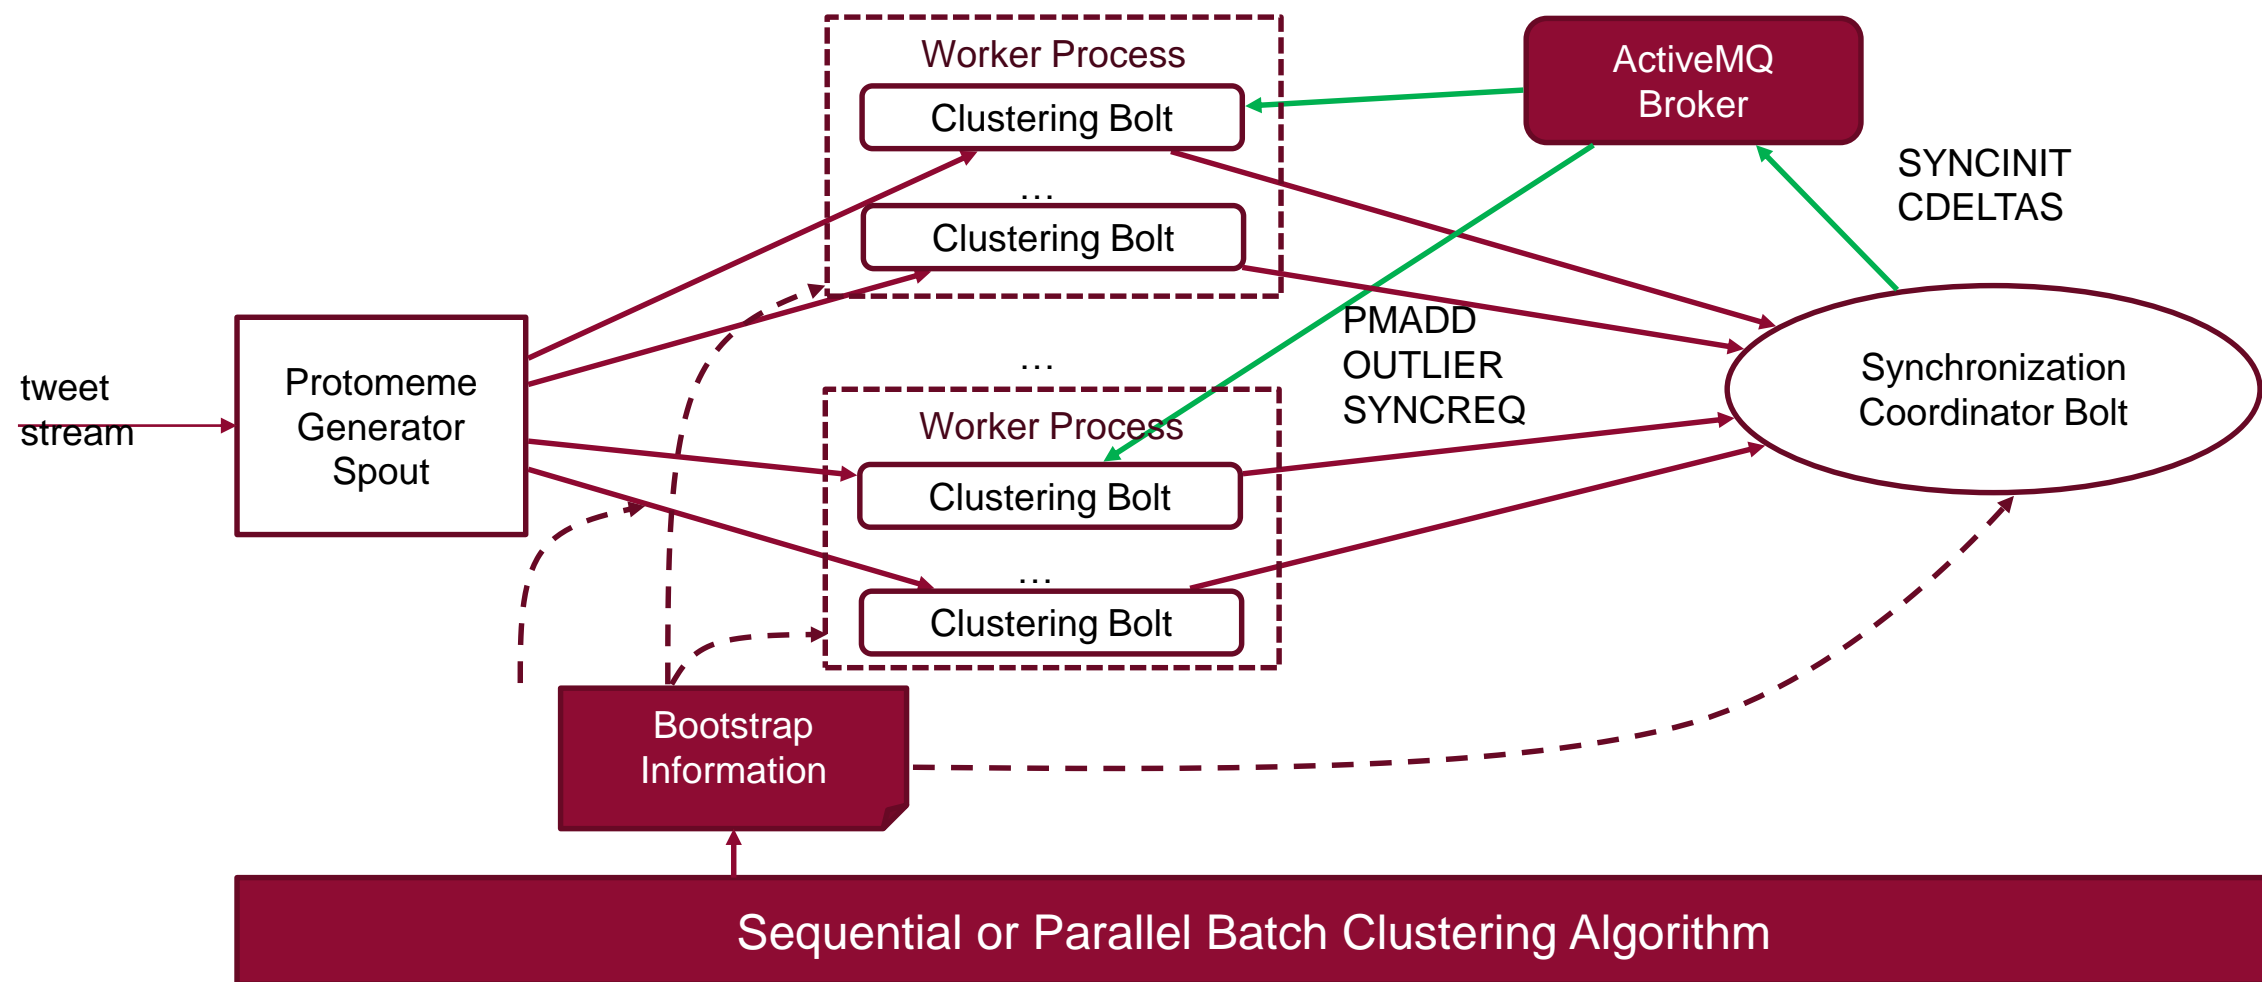 Worker Process
Clustering Bolt
...
Clustering Bolt
ActiveMQ
Broker
SYNCINIT
CDELTAS
tweet
stream
Protomeme
Generator
Spout
...
PMADD
OUTLIER
SYNCREQ
Synchronization
Coordinator Bolt
Worker Process
Clustering Bolt
...
Clustering Bolt
Bootstrap
Information
Sequential or Parallel Batch Clustering Algorithm